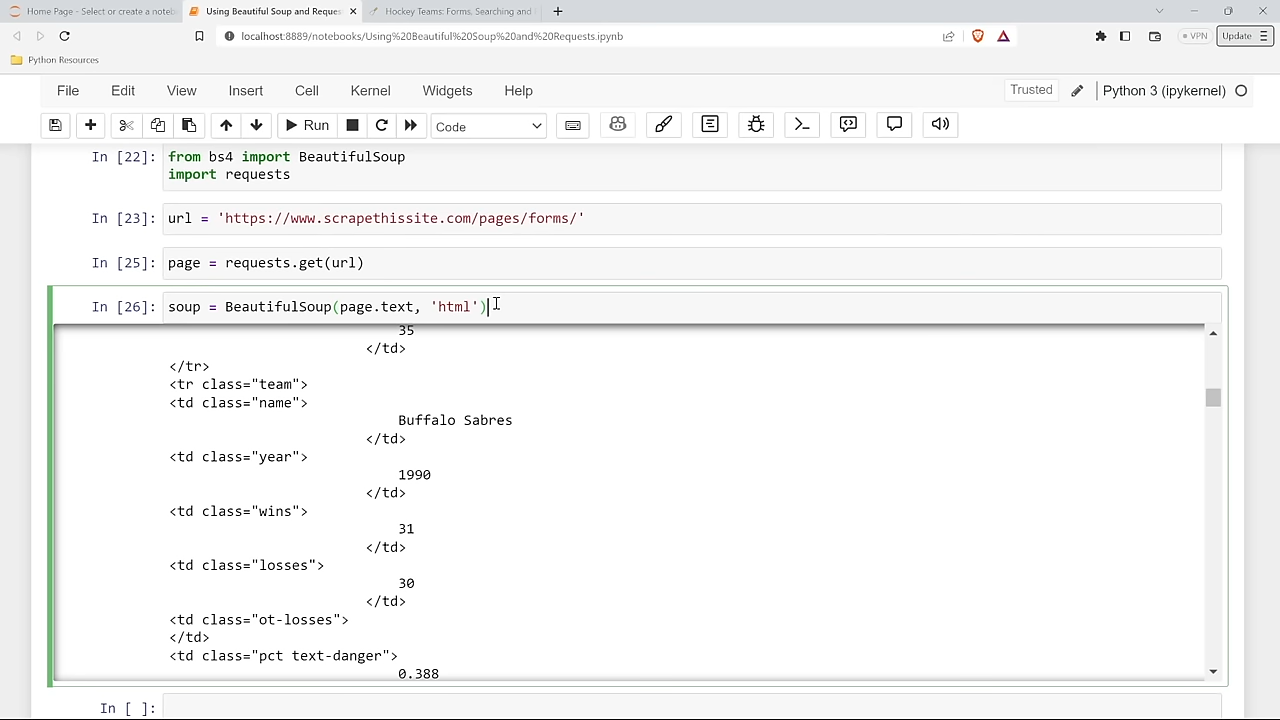 Home Page - Select or create a noteb
Using Beautiful Soup and Reques
Hockey Teams: Forms, Searching and
localhost:8889/notebooks/Using%20Beautiful%20Soup%20and%20Requests.ipynb
VPN
Update
Python Resources
File Edit View Insert Cell Kernel Widgets Help
Trusted
Python 3 (ipykernel)
Run
Code
In [22]: from bs4 import BeautifulSoup
import requests
In [23]: url = 'https://www.scrapethissite.com/pages/forms/'
In [25]: page = requests.get(url)
In [26]: soup = BeautifulSoup(page.text, 'html')
35
</td>
</tr>
<tr class="team">
<td class="name">
Buffalo Sabres
</td>
<td class="year">
1990
</td>
<td class="wins">
31
</td>
<td class="losses">
30
</td>
<td class="ot-losses">
</td>
<td class="pct text-danger">
0.388
In [ ]: